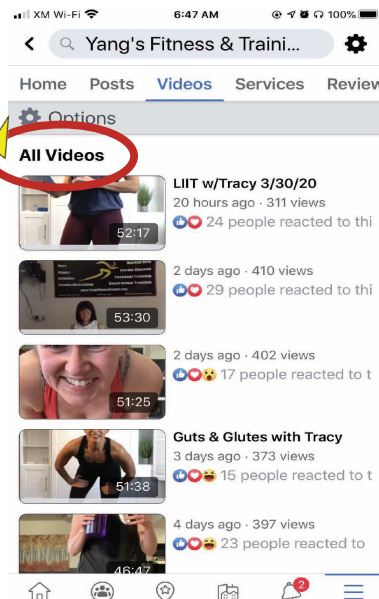 XM Wi-Fi 6:47 AM 100%
Yang's Fitness & Traini...
Home Posts Videos Services Review
Options
All Videos
52:17
LIIT w/Tracy 3/30/20
20 hours ago · 311 views
24 people reacted to thi
53:30
2 days ago · 410 views
29 people reacted to thi
51:25
2 days ago · 402 views
17 people reacted to t
51:38
Guts & Glutes with Tracy
3 days ago · 373 views
15 people reacted to t
46:47
4 days ago · 397 views
23 people reacted to
2